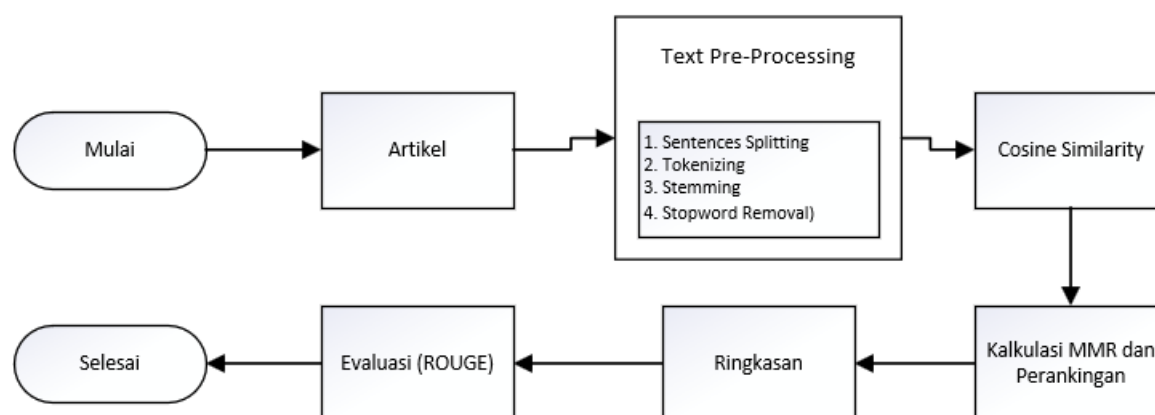 Mulai
Artikel
Text Pre-Processing
1. Sentences Splitting
2. Tokenizing
3. Stemming
4. Stopword Removal)
Cosine Similarity
Kalkulasi MMR dan
Perankingan
Ringkasan
Evaluasi (ROUGE)
Selesai